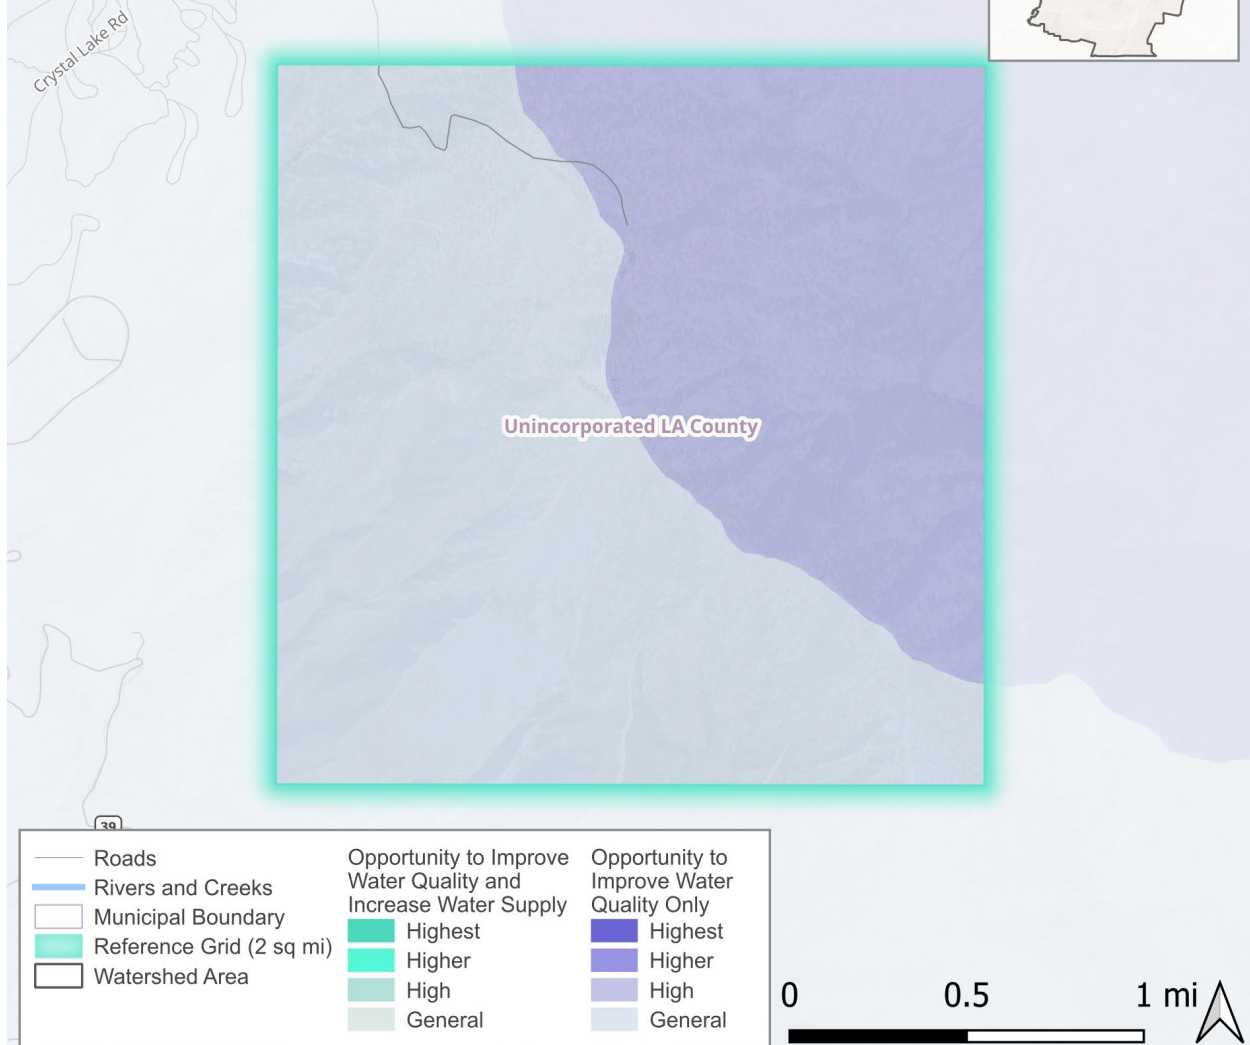 Crystal Lake Rd
Unincorporated LA County
39
Roads
Rivers and Creeks
Municipal Boundary
Reference Grid (2 sq mi)
Watershed Area
Opportunity to Improve
Water Quality and
Increase Water Supply
Highest
Higher
High
General
Opportunity to
Improve Water
Quality Only
Highest
Higher
High
General
0 0.5 1 mi